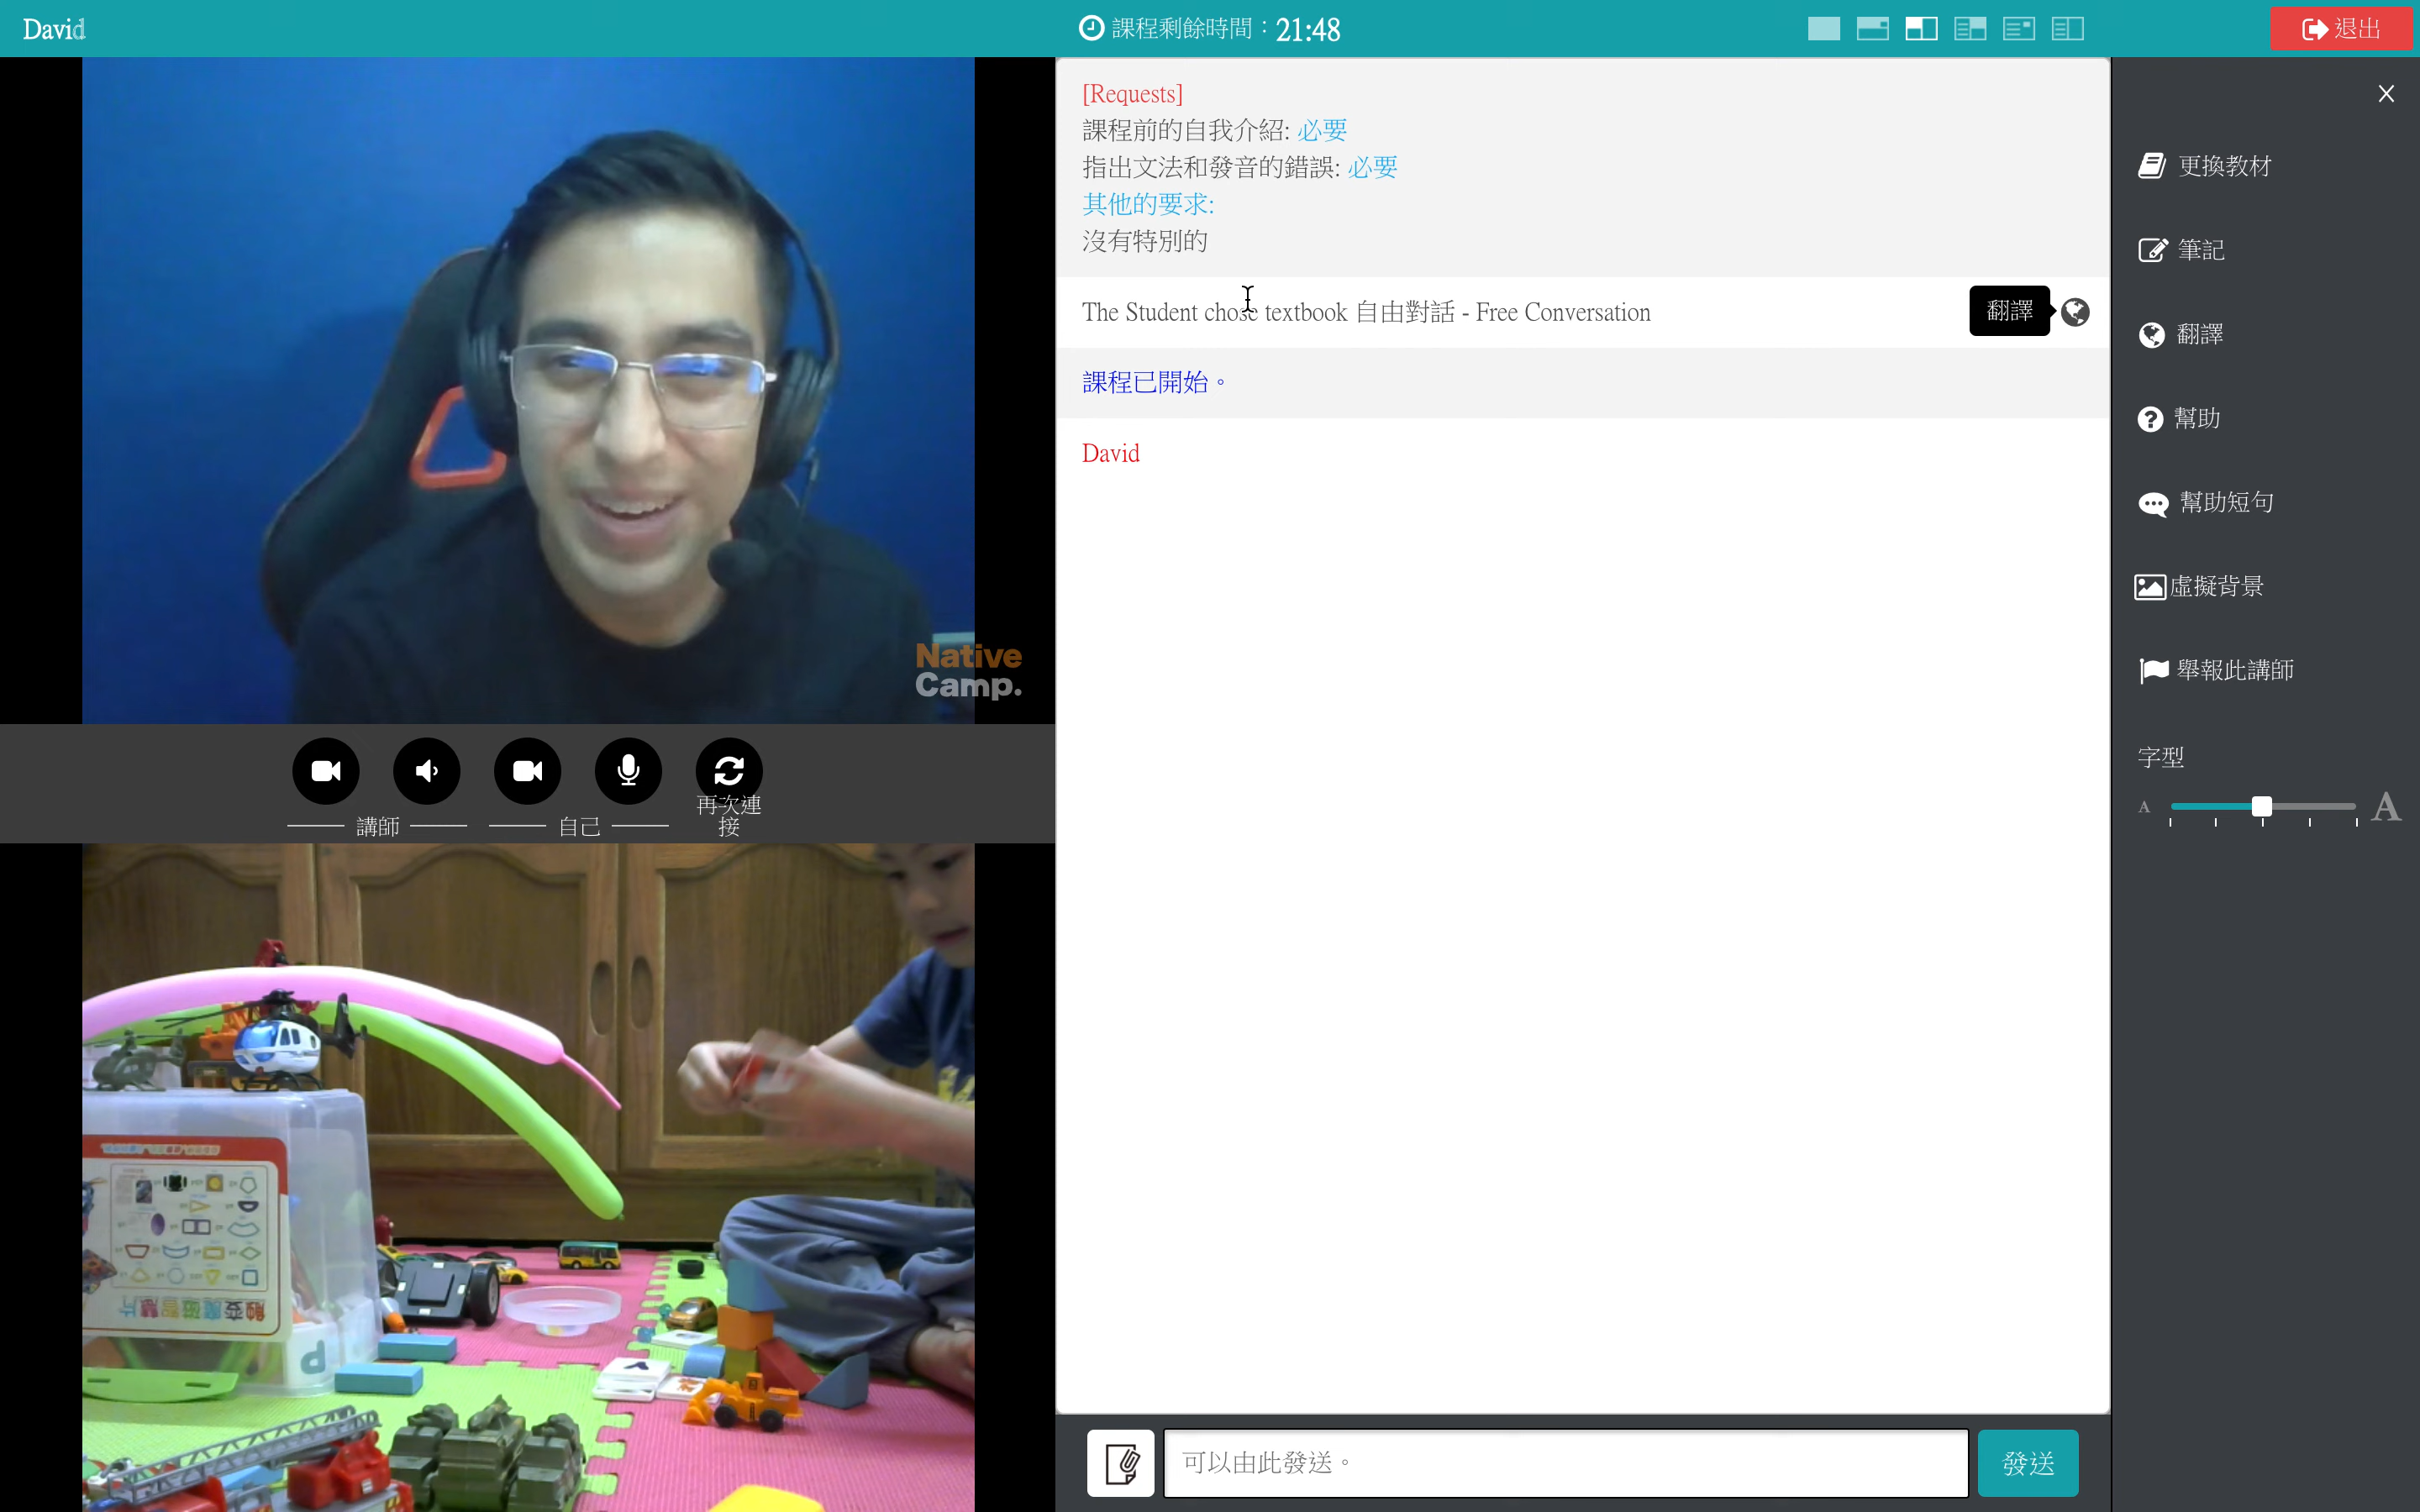 David
課程剩餘時間：21:48
退出
[Requests]
課程前的自我介紹: 必要
指出文法和發音的錯誤: 必要
其他的要求:
沒有特別的
The Student chose textbook 自由對話 - Free Conversation
翻譯
課程已開始。
David
Native
Camp.
講師
自己
再次連
接
可以由此發送。
發送
更換教材
筆記
翻譯
幫助
幫助短句
虛擬背景
舉報此講師
字型
A
A